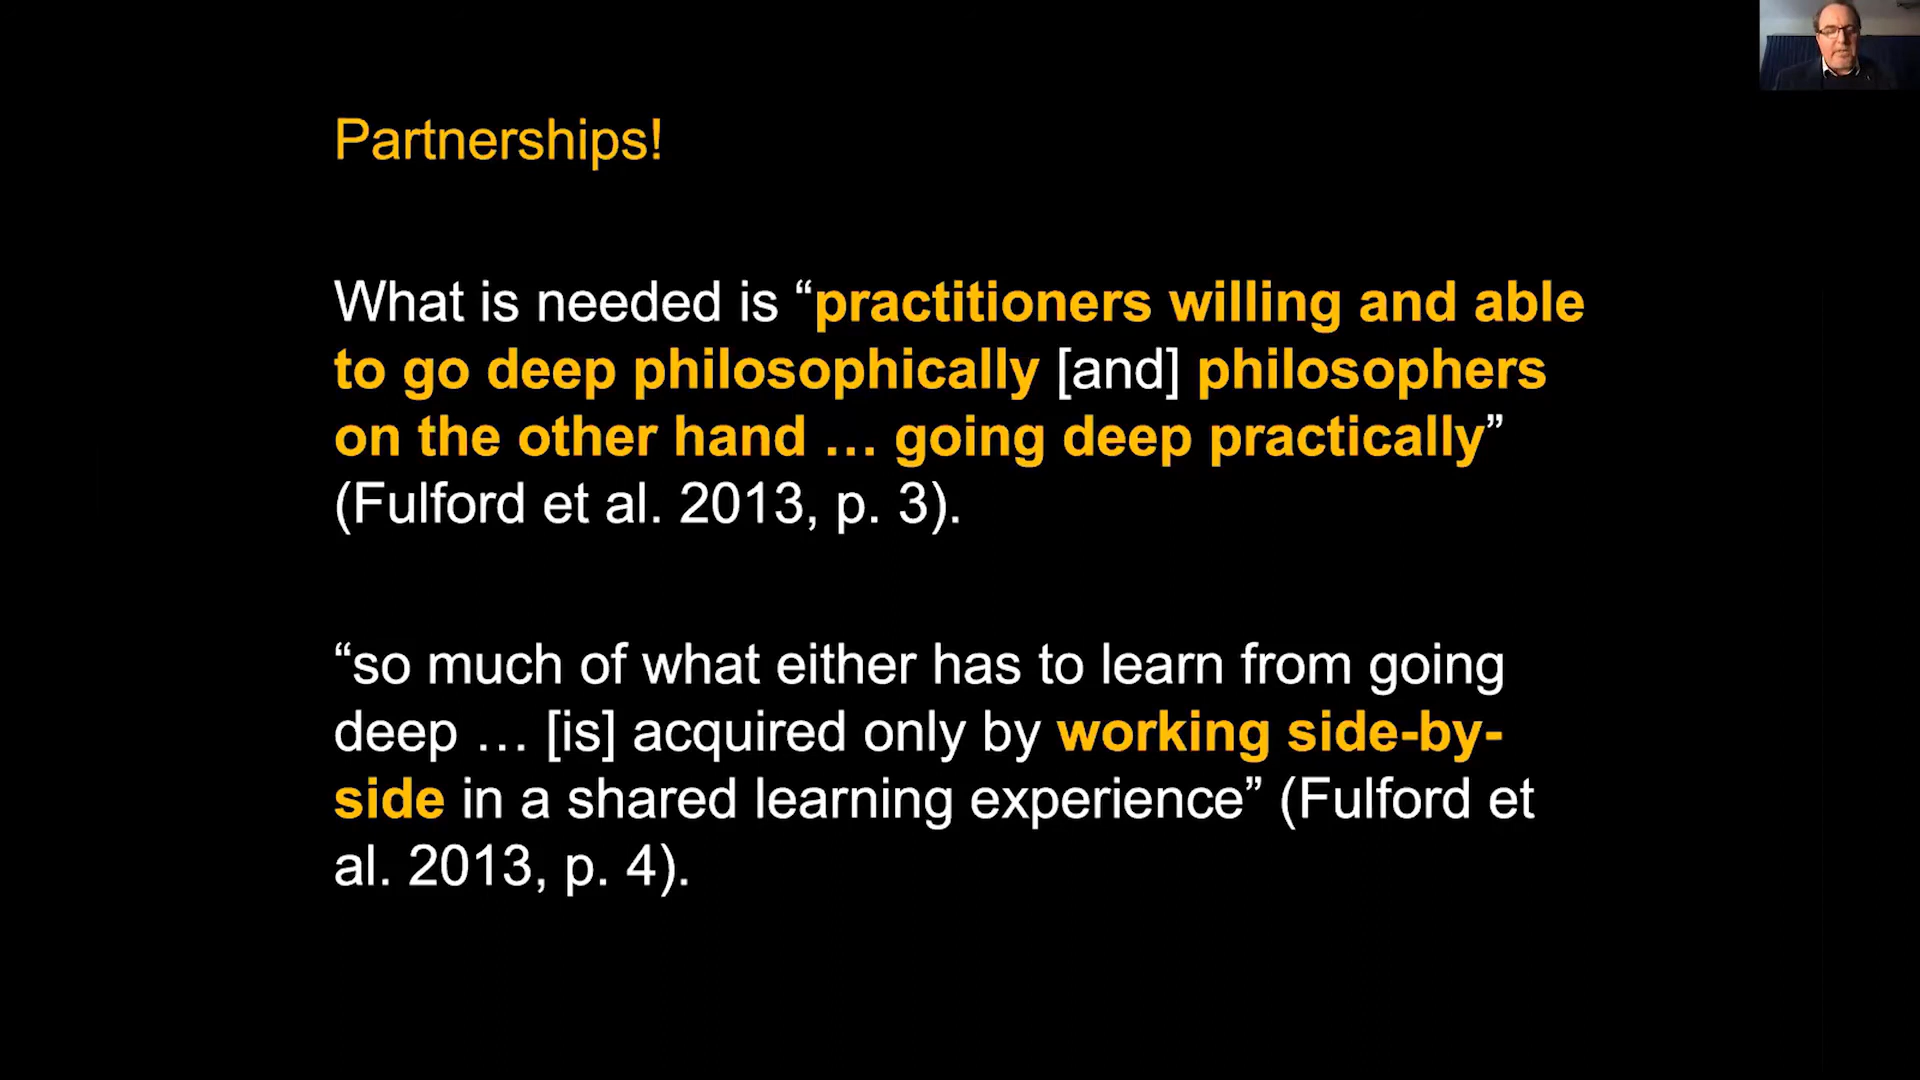 Partnerships!
What is needed is “practitioners willing and able
to go deep philosophically [and] philosophers
on the other hand … going deep practically”
(Fulford et al. 2013, p. 3).
“so much of what either has to learn from going
deep … [is] acquired only by working side-by-
side in a shared learning experience” (Fulford et
al. 2013, p. 4).